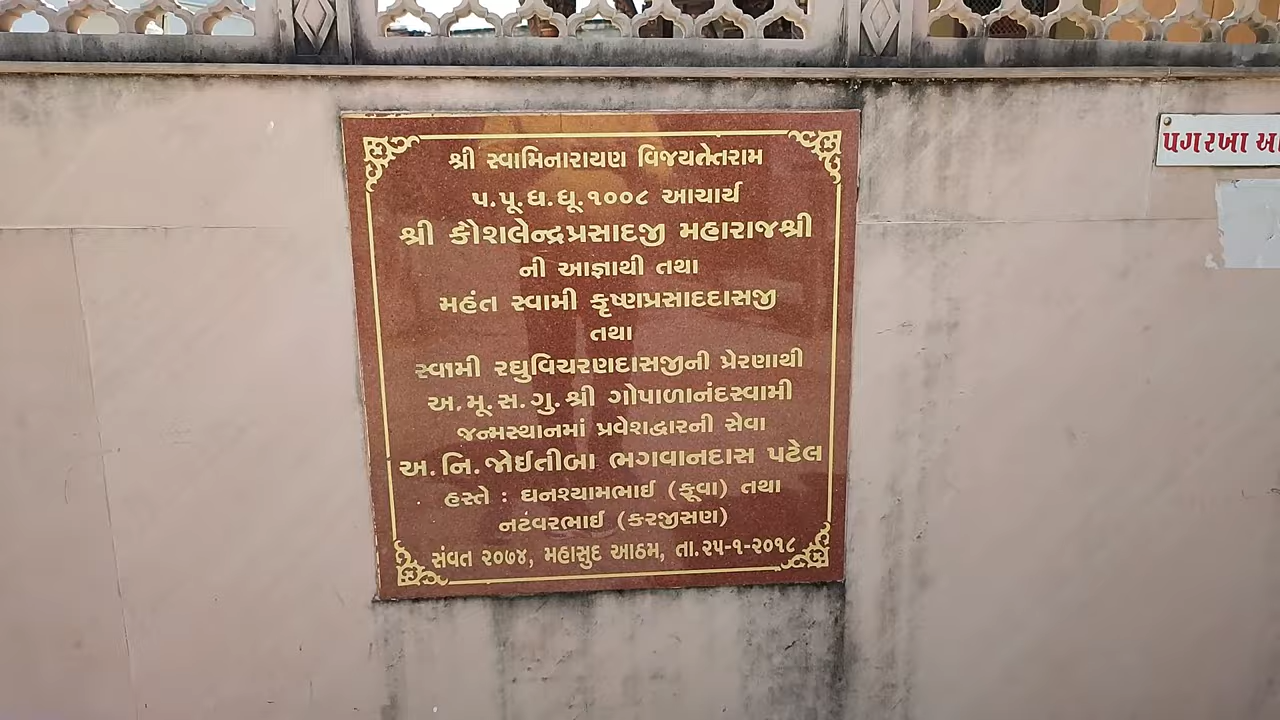 શ્રી સ્વામિનારાયણ વિજયતેતરામ
પ.પૂ.ધ.ધૂ.૧૦૦૮ આચાર્ય
શ્રી કૌશલેન્દ્રપ્રસાદજી મહારાજશ્રી
ની આજ્ઞાથી તથા
મહંત સ્વામી કૃષ્ણપ્રસાદદાસજી
તથા
સ્વામી રઘુવિચરણદાસજીની પ્રેરણાથી
અ.મૂ.સ.ગુ.શ્રી ગોપાળાનંદસ્વામી
જન્મસ્થાનમાં પ્રવેશદ્વારની સેવા
અ.નિ.જોઈતીબા ભગવાનદાસ પટેલ
હસ્તે : ઘનશ્યામભાઈ (ફૂવા) તથા
નટવરભાઈ (કરજીસણ)
સંવત ૨૦૭૪, મહાસુદ આઠમ, તા.૨૫-૧-૨૦૧૮
પગરખા